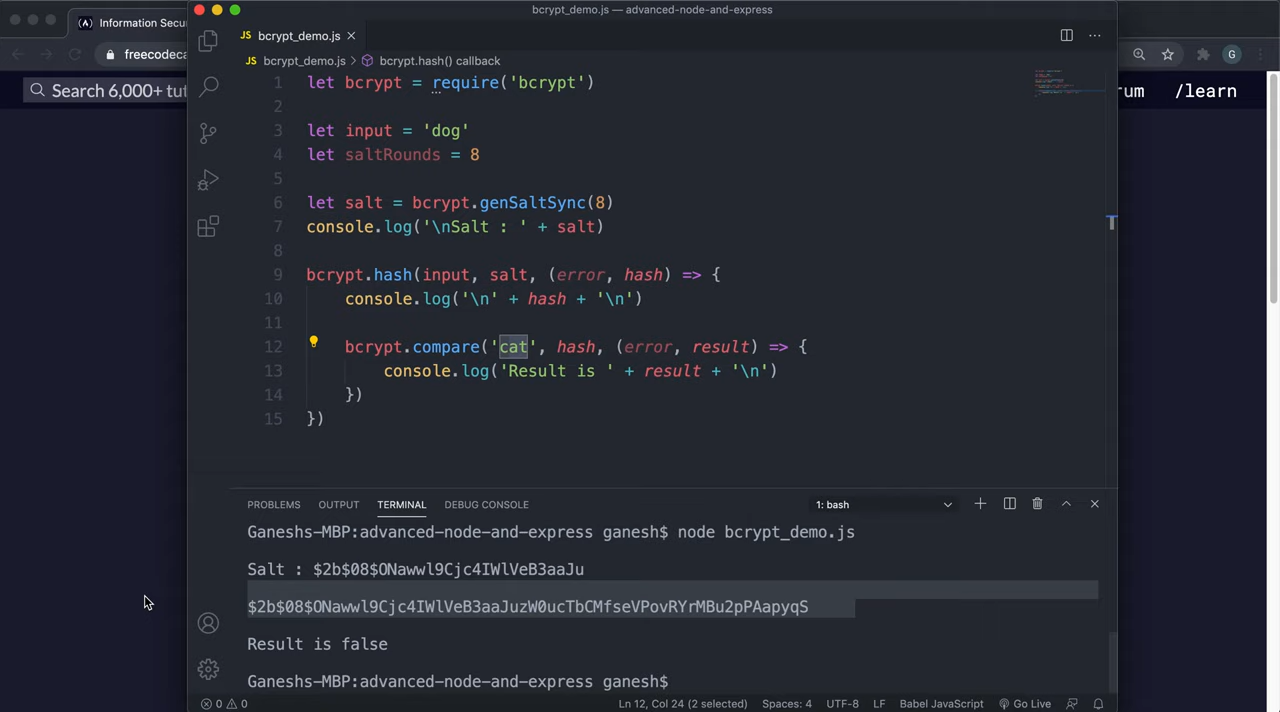 bcrypt_demo.js — advanced-node-and-express
Information Secu
JS bcrypt_demo.js
freecodeca
JS bcrypt_demo.js > bcrypt.hash() callback
G
Search 6,000+ tut
rum /learn
1 let bcrypt = require('bcrypt')
2
3 let input = 'dog'
4 let saltRounds = 8
5
6 let salt = bcrypt.genSaltSync(8)
7 console.log('\nSalt : ' + salt)
8
9 bcrypt.hash(input, salt, (error, hash) => {
10 console.log('\n' + hash + '\n')
11
12 bcrypt.compare('cat', hash, (error, result) => {
13 console.log('Result is ' + result + '\n')
14 })
15 })
PROBLEMS OUTPUT TERMINAL DEBUG CONSOLE 1: bash
Ganeshs-MBP:advanced-node-and-express ganesh$ node bcrypt_demo.js
Salt : $2b$08$ONawwl9Cjc4IWlVeB3aaJu
$2b$08$ONawwl9Cjc4IWlVeB3aaJuzW0ucTbCMfseVPovRYrMBu2pPAapyqS
Result is false
Ganeshs-MBP:advanced-node-and-express ganesh$
0 0 Ln 12, Col 24 (2 selected) Spaces: 4 UTF-8 LF Babel JavaScript Go Live